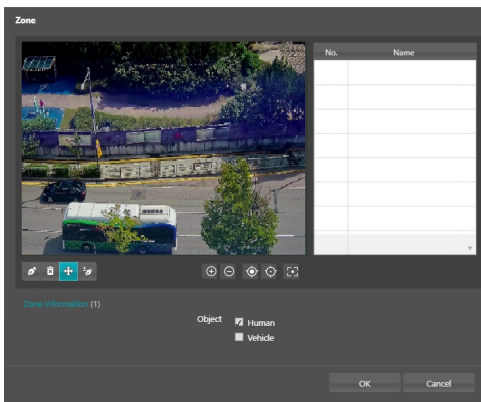 Zone
No. Name
Zone Information (1)
Object Human
Vehicle
OK Cancel